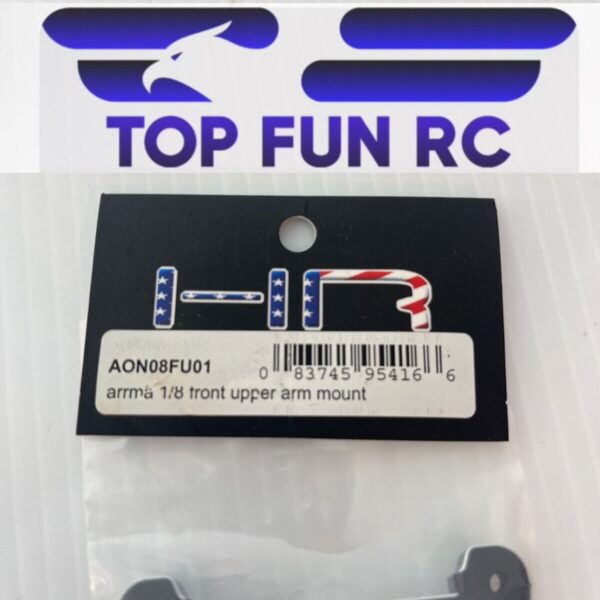 TOP FUN RC
HR
AON08FU01
0 83745 95416 6
arrma 1/8 front upper arm mount